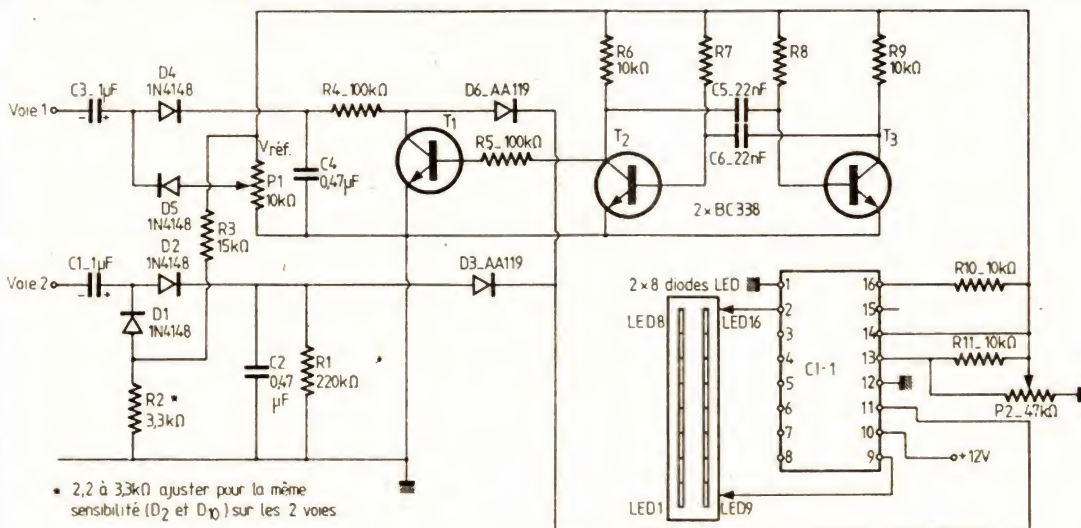 Voie 1
C3_1µF
- +
D4
1N4148
R4_100kΩ
D6_AA119
T1
R5_100kΩ
Vréf.
P1
10kΩ
C4
0,47µF
D5
1N4148
R3
15kΩ
R6
10kΩ
R7
R8
R9
10kΩ
C5_22nF
C6_22nF
T2
T3
2×BC338
Voie 2
C1_1µF
- +
D2
1N4148
D3_AA119
D1
1N4148
R2 *
3,3kΩ
C2
0,47
µF
R1
220kΩ
* 2,2 à 3,3kΩ ajuster pour la même
sensibilité (D2 et D10) sur les 2 voies
2×8 diodes LED
LED8
LED16
LED1
LED9
CI-1
1
2
3
4
5
6
7
8
16
15
14
13
12
11
10
9
R10_10kΩ
R11_10kΩ
P2_47kΩ
+12V